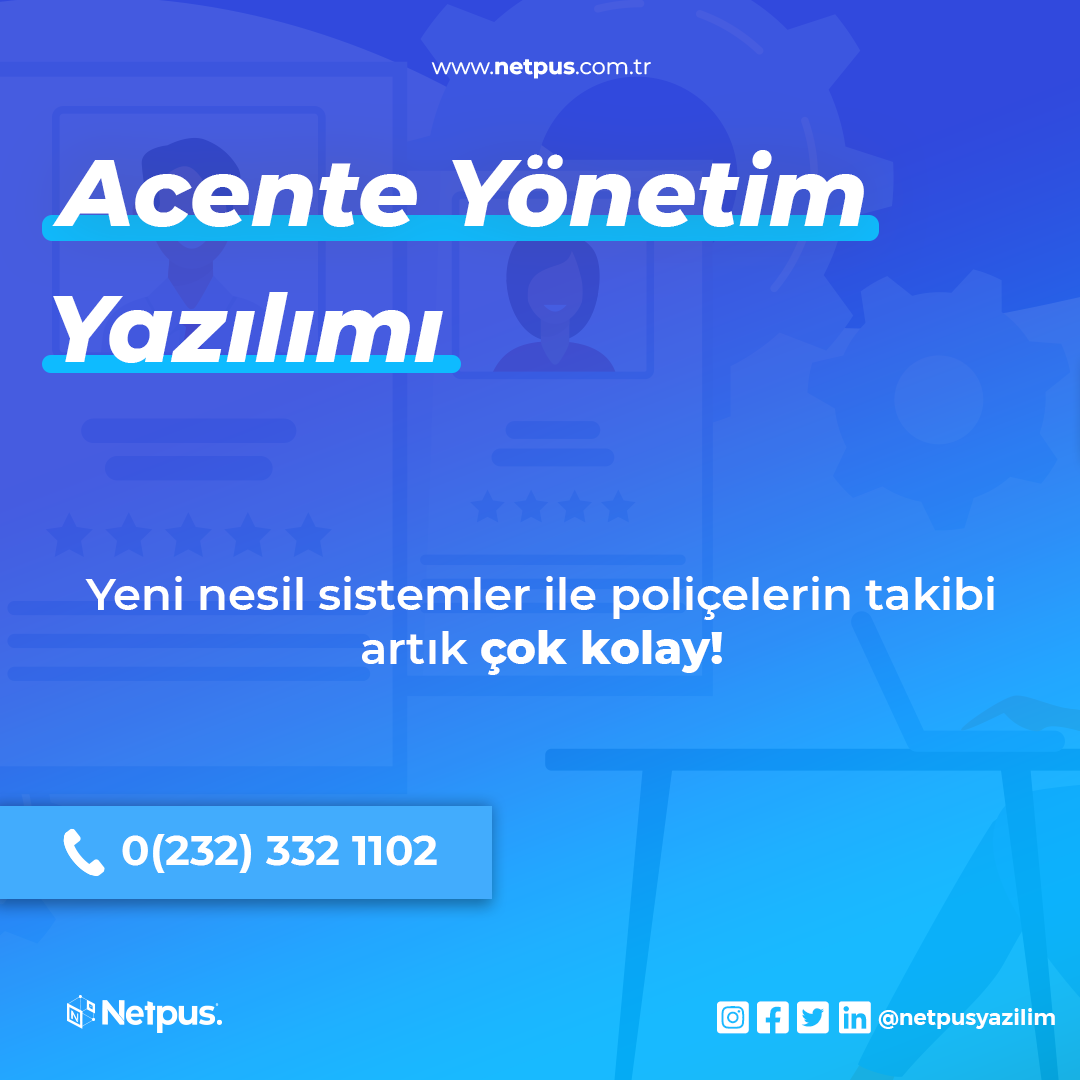 www.netpus.com.tr
Acente Yönetim
Yazılımı
Yeni nesil sistemler ile poliçelerin takibi
artık çok kolay!
0(232) 332 1102
Netpus.
@netpusyazilim